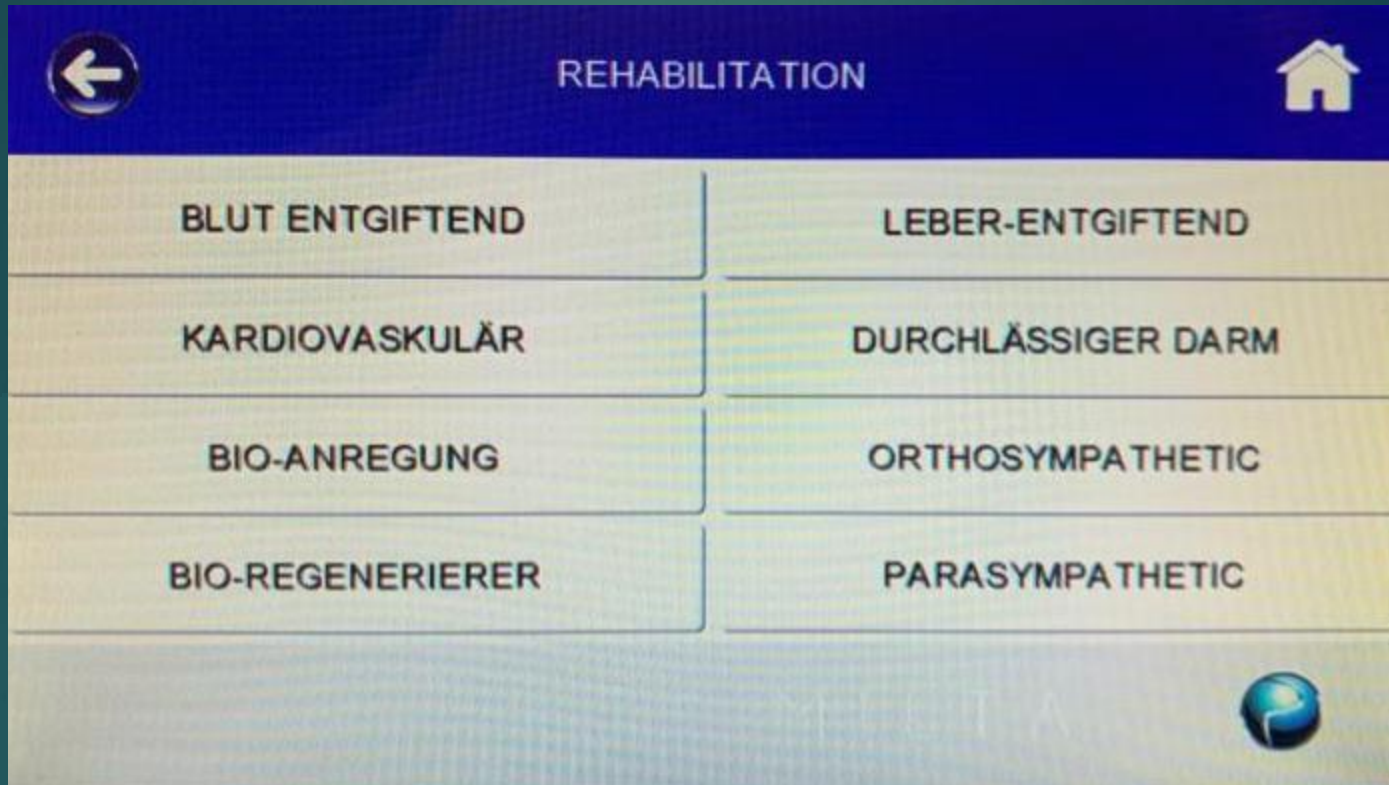 REHABILITATION
BLUT ENTGIFTEND
LEBER-ENTGIFTEND
KARDIOVASKULÄR
DURCHLÄSSIGER DARM
BIO-ANREGUNG
ORTHOSYMPATHETIC
BIO-REGENERIERER
PARASYMPATHETIC